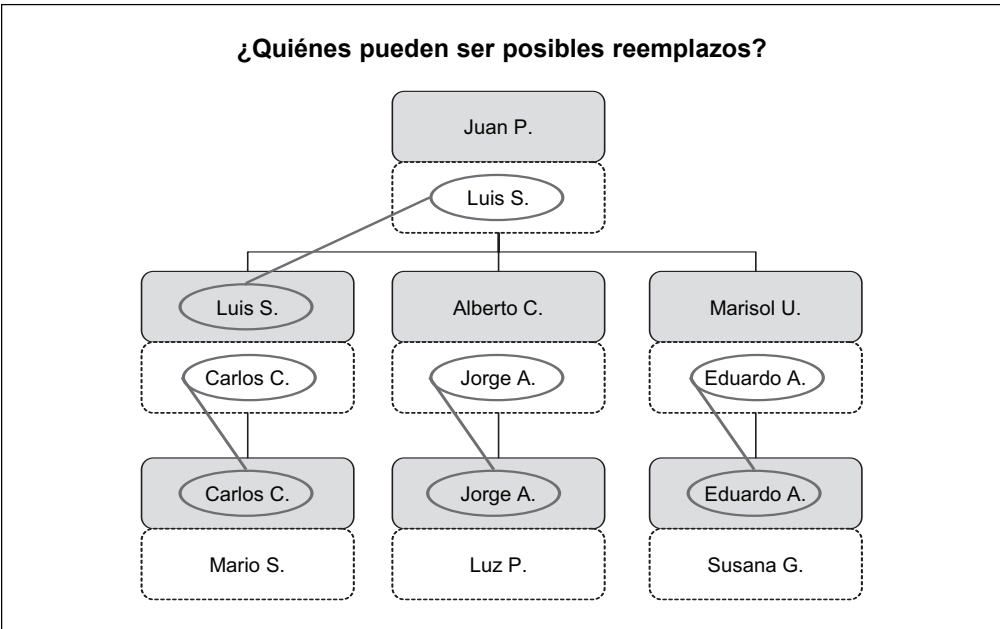 ¿Quiénes pueden ser posibles reemplazos?
Juan P.
Luis S.
Luis S.
Alberto C.
Marisol U.
Carlos C.
Jorge A.
Eduardo A.
Carlos C.
Jorge A.
Eduardo A.
Mario S.
Luz P.
Susana G.